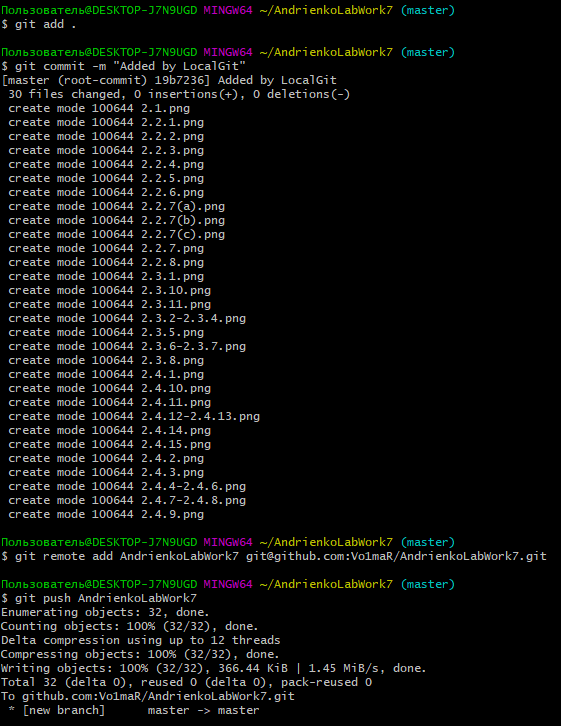 Пользователь@DESKTOP-J7N9UGD MINGW64 ~/AndrienkoLabWork7 (master)
$ git add .
Пользователь@DESKTOP-J7N9UGD MINGW64 ~/AndrienkoLabWork7 (master)
$ git commit -m "Added by LocalGit"
[master (root-commit) 19b7236] Added by LocalGit
 30 files changed, 0 insertions(+), 0 deletions(-)
 create mode 100644 2.1.png
 create mode 100644 2.2.1.png
 create mode 100644 2.2.2.png
 create mode 100644 2.2.3.png
 create mode 100644 2.2.4.png
 create mode 100644 2.2.5.png
 create mode 100644 2.2.6.png
 create mode 100644 2.2.7(a).png
 create mode 100644 2.2.7(b).png
 create mode 100644 2.2.7(c).png
 create mode 100644 2.2.7.png
 create mode 100644 2.2.8.png
 create mode 100644 2.3.1.png
 create mode 100644 2.3.10.png
 create mode 100644 2.3.11.png
 create mode 100644 2.3.2-2.3.4.png
 create mode 100644 2.3.5.png
 create mode 100644 2.3.6-2.3.7.png
 create mode 100644 2.3.8.png
 create mode 100644 2.4.1.png
 create mode 100644 2.4.10.png
 create mode 100644 2.4.11.png
 create mode 100644 2.4.12-2.4.13.png
 create mode 100644 2.4.14.png
 create mode 100644 2.4.15.png
 create mode 100644 2.4.2.png
 create mode 100644 2.4.3.png
 create mode 100644 2.4.4-2.4.6.png
 create mode 100644 2.4.7-2.4.8.png
 create mode 100644 2.4.9.png
Пользователь@DESKTOP-J7N9UGD MINGW64 ~/AndrienkoLabWork7 (master)
$ git remote add AndrienkoLabWork7 git@github.com:Vo1maR/AndrienkoLabWork7.git
Пользователь@DESKTOP-J7N9UGD MINGW64 ~/AndrienkoLabWork7 (master)
$ git push AndrienkoLabWork7
Enumerating objects: 32, done.
Counting objects: 100% (32/32), done.
Delta compression using up to 12 threads
Compressing objects: 100% (32/32), done.
Writing objects: 100% (32/32), 366.44 KiB | 1.45 MiB/s, done.
Total 32 (delta 0), reused 0 (delta 0), pack-reused 0
To github.com:Vo1maR/AndrienkoLabWork7.git
 * [new branch]      master -> master